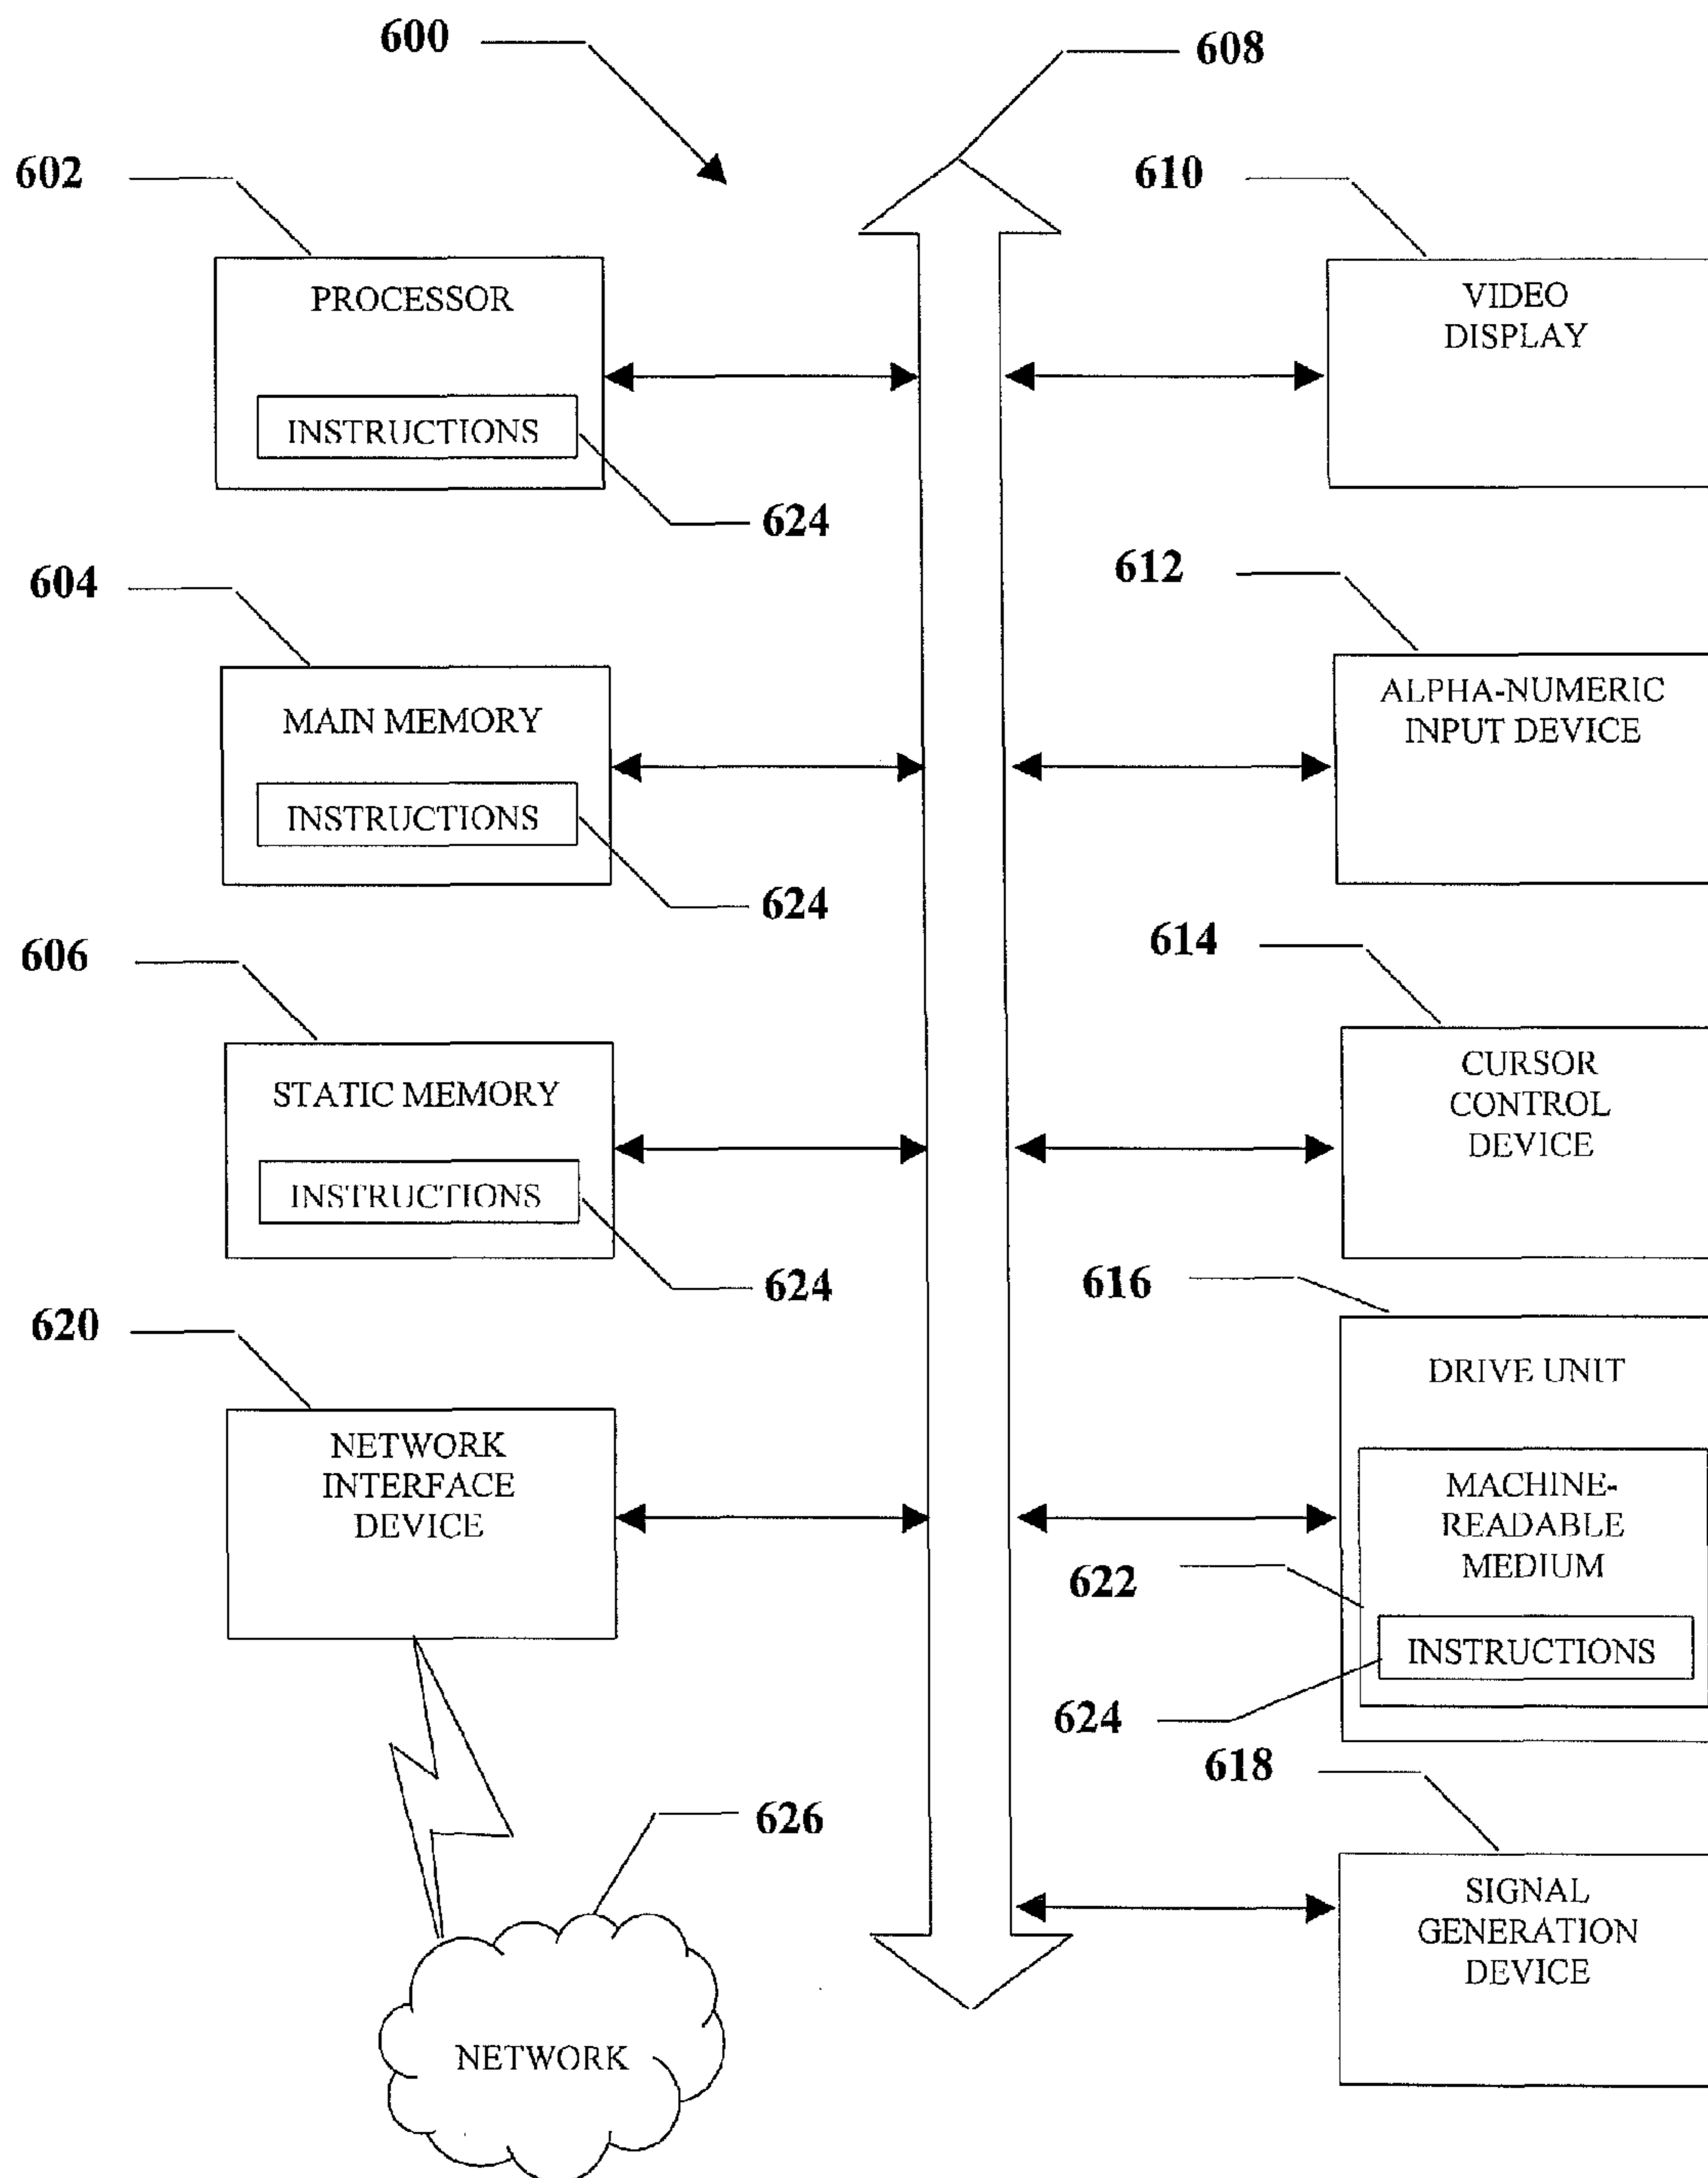 600
608
602
610
PROCESSOR
INSTRUCTIONS
624
VIDEO
DISPLAY
604
612
MAIN MEMORY
INSTRUCTIONS
624
ALPHA-NUMERIC
INPUT DEVICE
606
614
STATIC MEMORY
INSTRUCTIONS
624
CURSOR
CONTROL
DEVICE
620
616
NETWORK
INTERFACE
DEVICE
DRIVE UNIT
MACHINE-
READABLE
MEDIUM
622
INSTRUCTIONS
624
618
626
SIGNAL
GENERATION
DEVICE
NETWORK